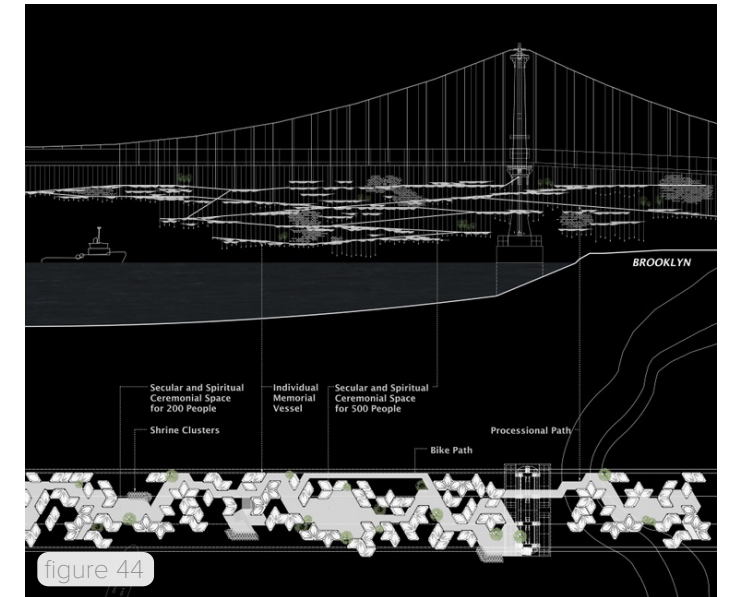 BROOKLYN
Secular and Spiritual
Ceremonial Space
for 200 People
Individual
Memorial
Vessel
Secular and Spiritual
Ceremonial Space
for 500 People
Shrine Clusters
Processional Path
Bike Path
figure 44